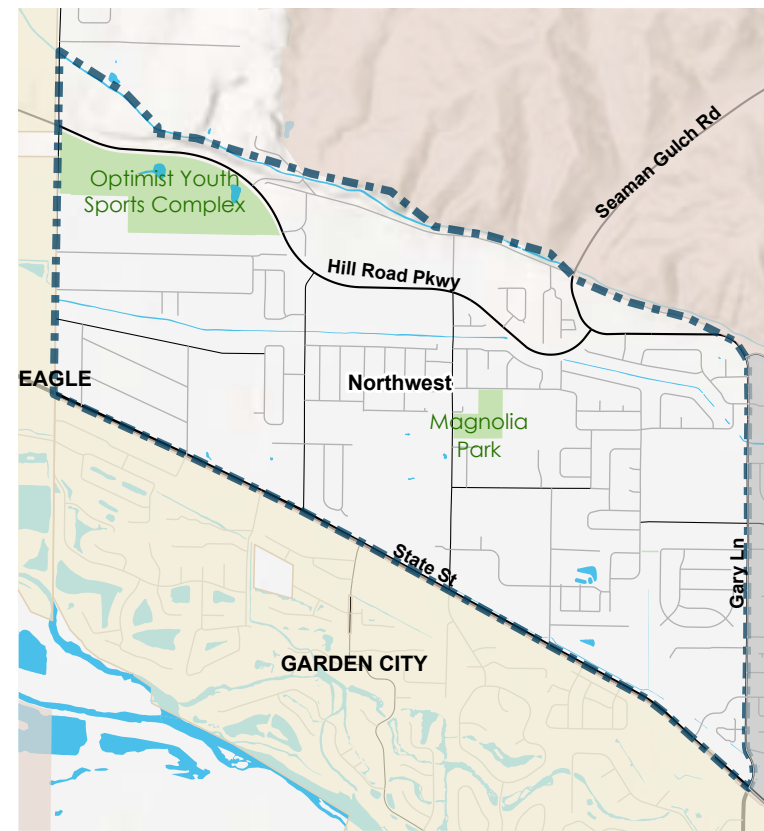 Seaman Gulch Rd
Optimist Youth
Sports Complex
Hill Road Pkwy
EAGLE
Northwest
Magnolia
Park
State St
Gary Ln
GARDEN CITY